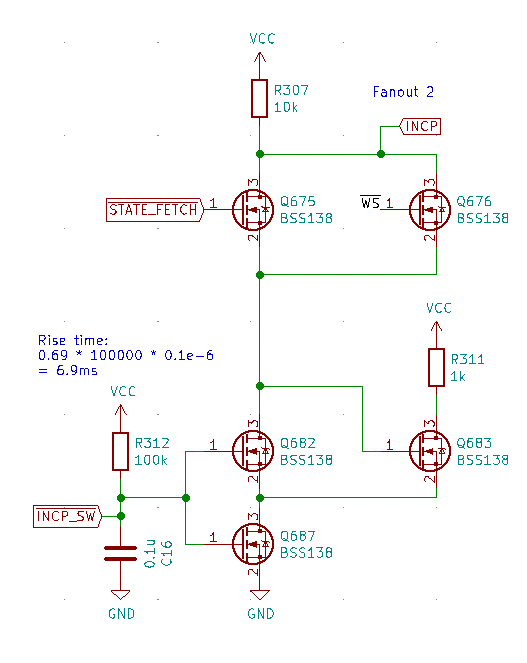 VCC
R307
10k
Fanout 2
INCP
3
Q675
BSS138
STATE_FETCH
1
2
3
Q676
BSS138
WS
1
2
Rise time:
0.69 * 100000 * 0.1e-6
= 6.9ms
VCC
R311
1k
VCC
R312
100k
3
Q682
BSS138
1
2
3
Q683
BSS138
1
2
INCP_SW
0.1u
C16
3
Q687
BSS138
1
2
GND
GND